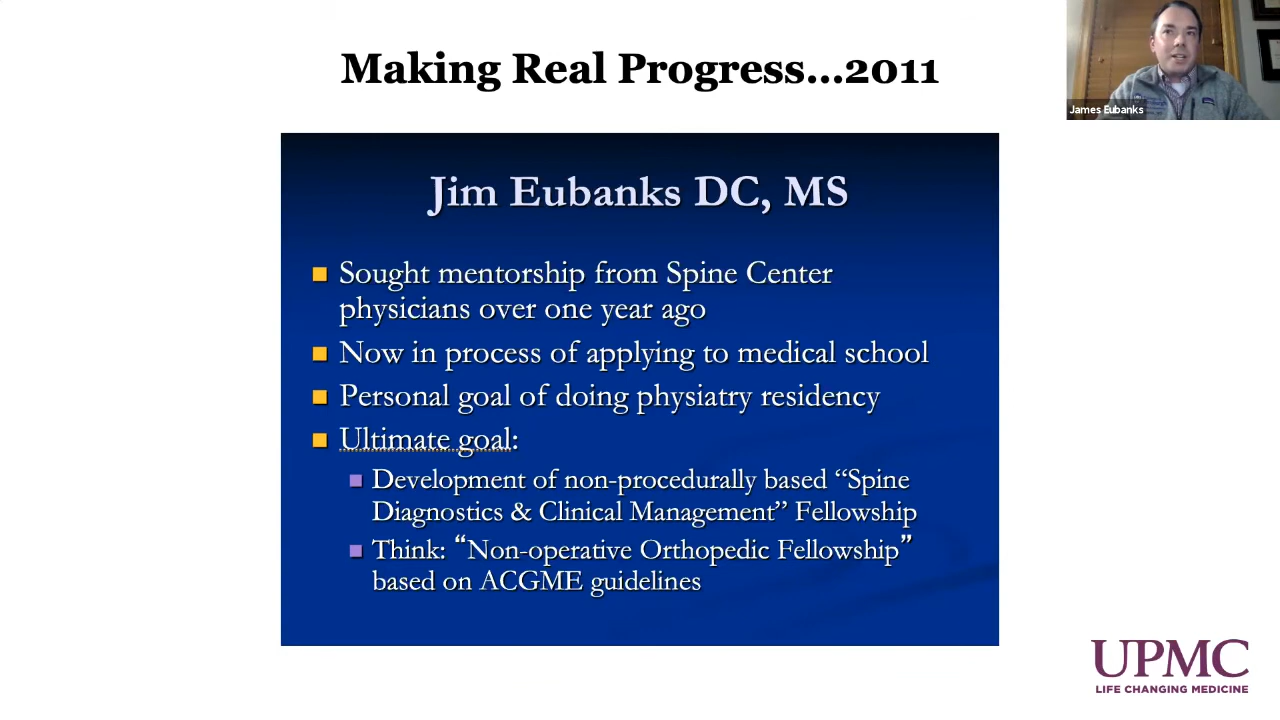 Making Real Progress...2011
James Eubanks
Jim Eubanks DC, MS
Sought mentorship from Spine Center
physicians over one year ago
Now in process of applying to medical school
Personal goal of doing physiatry residency
Ultimate goal:
Development of non-procedurally based “Spine
Diagnostics & Clinical Management” Fellowship
Think: “Non-operative Orthopedic Fellowship”
based on ACGME guidelines
UPMC
LIFE CHANGING MEDICINE